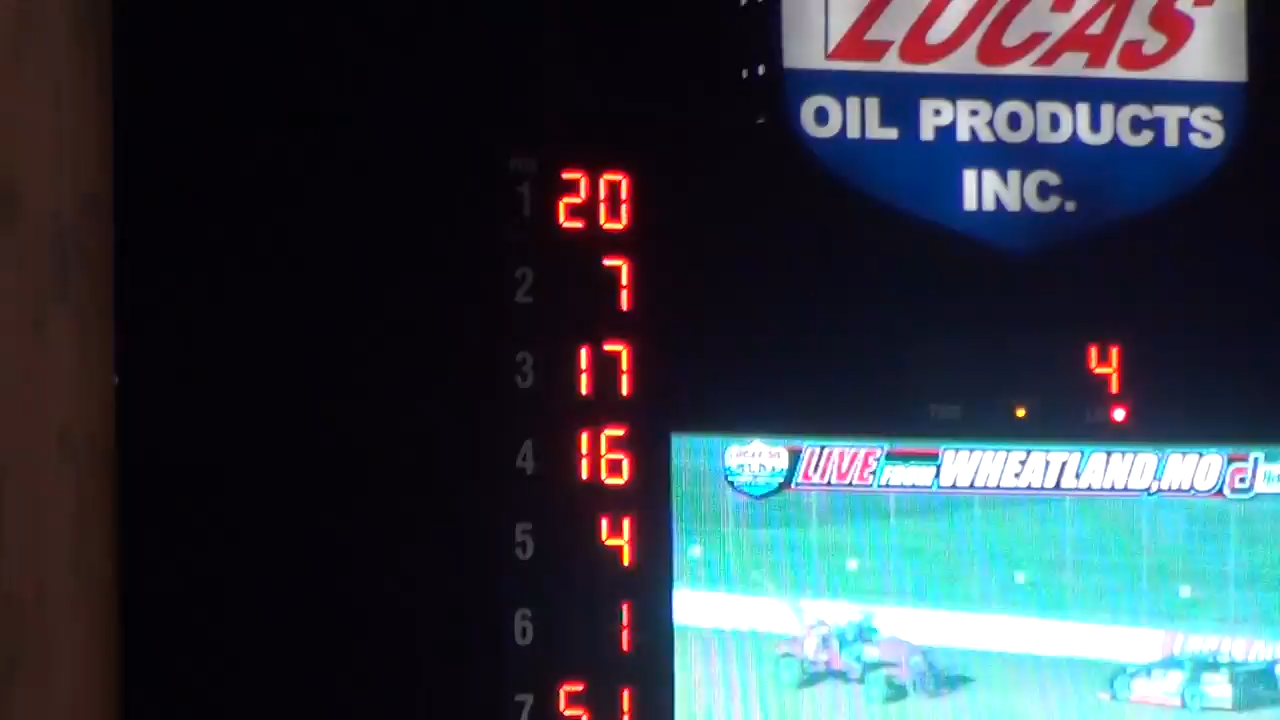 LUCAS
OIL PRODUCTS
INC.
1 20
2 7
3 17
4 16
5 4
6 1
7 51
4
LIVE FROM WHEATLAND, MO